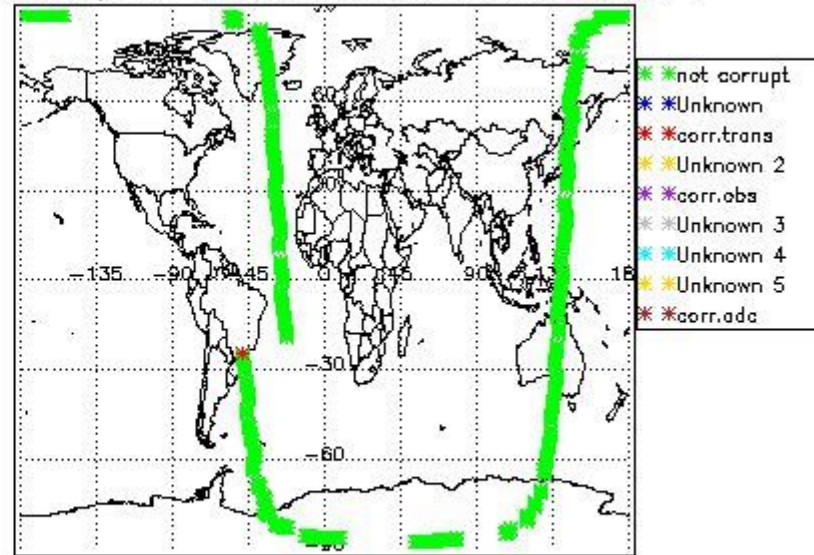 60
-135
-90
45
0
45
90
-30
-60
not corrupt
Unknown
corr.trans
Unknown 2
corr.obs
Unknown 3
Unknown 4
Unknown 5
corr.adc